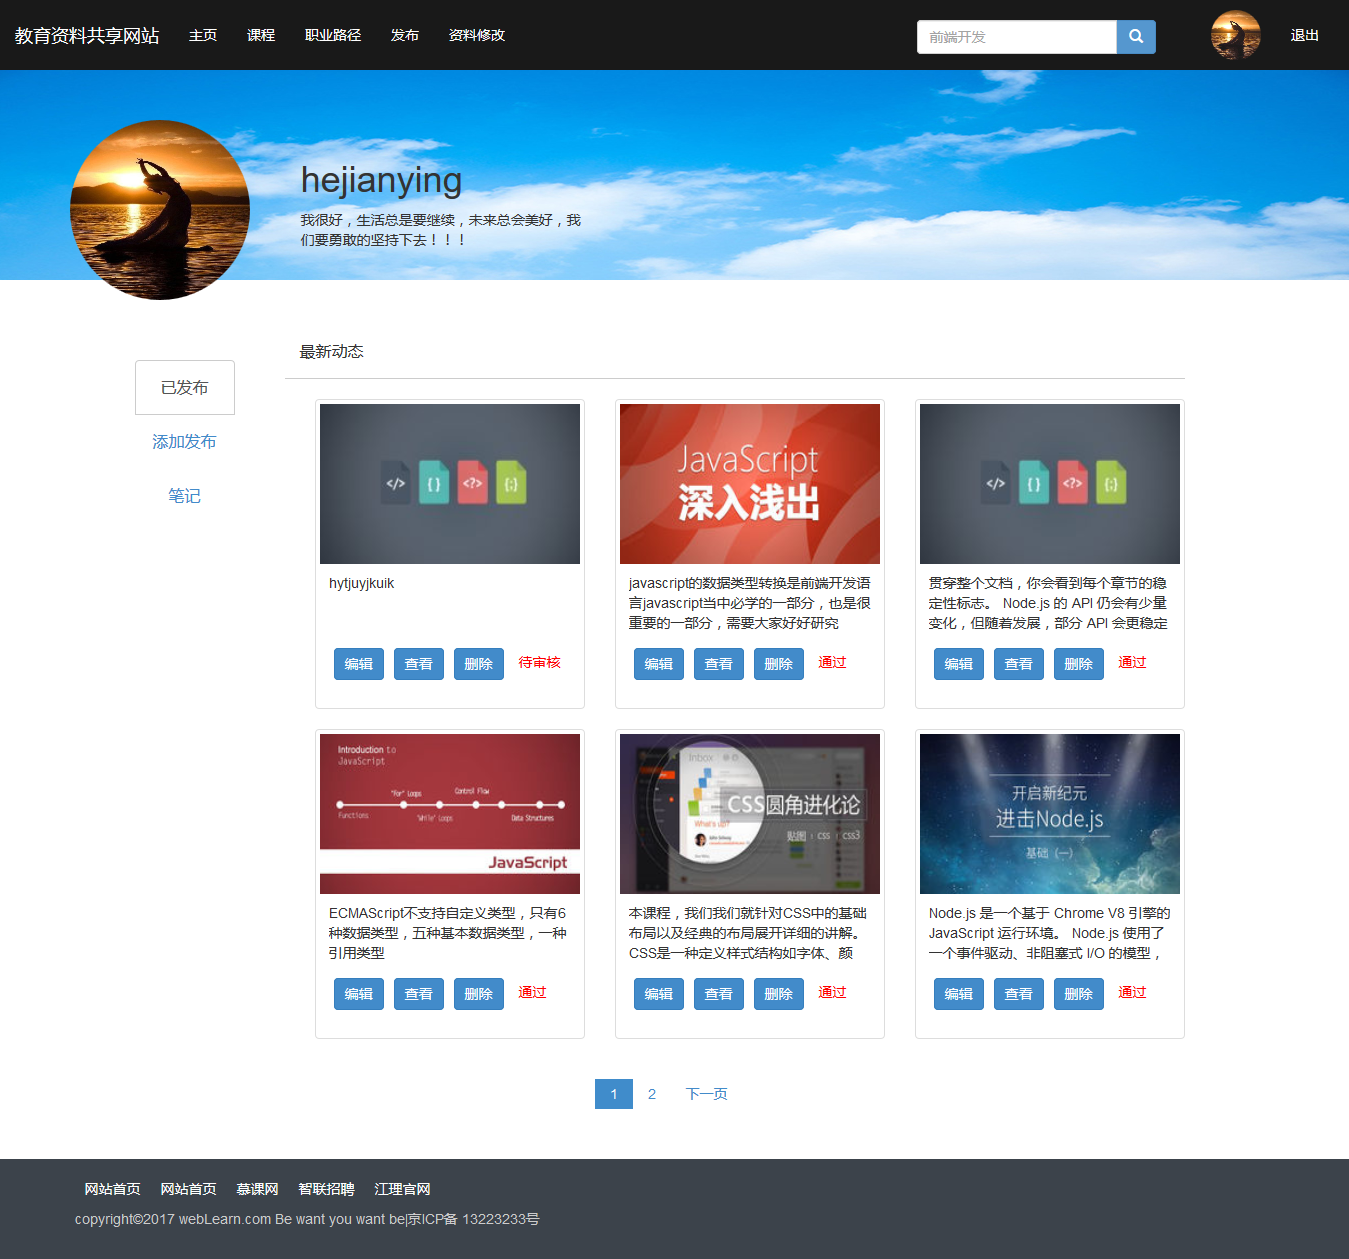 教育资料共享网站 主页 课程 职业路径 发布 资料修改 前端开发 退出
hejianying
我很好，生活总是要继续，未来总会美好，我
们要勇敢的坚持下去！！！
最新动态
已发布
添加发布
笔记
</> { } <?> {;}
hytjuyjkuik
编辑 查看 删除 待审核
JavaScript
深入浅出
javascript的数据类型转换是前端开发语
言javascript当中必学的一部分，也是很
重要的一部分，需要大家好好研究
编辑 查看 删除 通过
</> { } <?> {;}
贯穿整个文档，你会看到每个章节的稳
定性标志。 Node.js 的 API 仍会有少量
变化，但随着发展，部分 API 会更稳定
编辑 查看 删除 通过
Introduction to
JavaScript
"For" Loops Control Flow
Functions "While" Loops Data Structures
JavaScript
ECMAScript不支持自定义类型，只有6
种数据类型，五种基本数据类型，一种
引用类型
编辑 查看 删除 通过
Inbox
CSS圆角进化论
What's up?
贴图 css css3
本课程，我们我们就针对CSS中的基础
布局以及经典的布局展开详细的讲解。
CSS是一种定义样式结构如字体、颜
编辑 查看 删除 通过
开启新纪元
进击Node.js
基础（一）
Node.js 是一个基于 Chrome V8 引擎的
JavaScript 运行环境。 Node.js 使用了
一个事件驱动、非阻塞式 I/O 的模型，
编辑 查看 删除 通过
1 2 下一页
网站首页 网站首页 慕课网 智联招聘 江理官网
copyright©2017 webLearn.com Be want you want be|京ICP备 13223233号